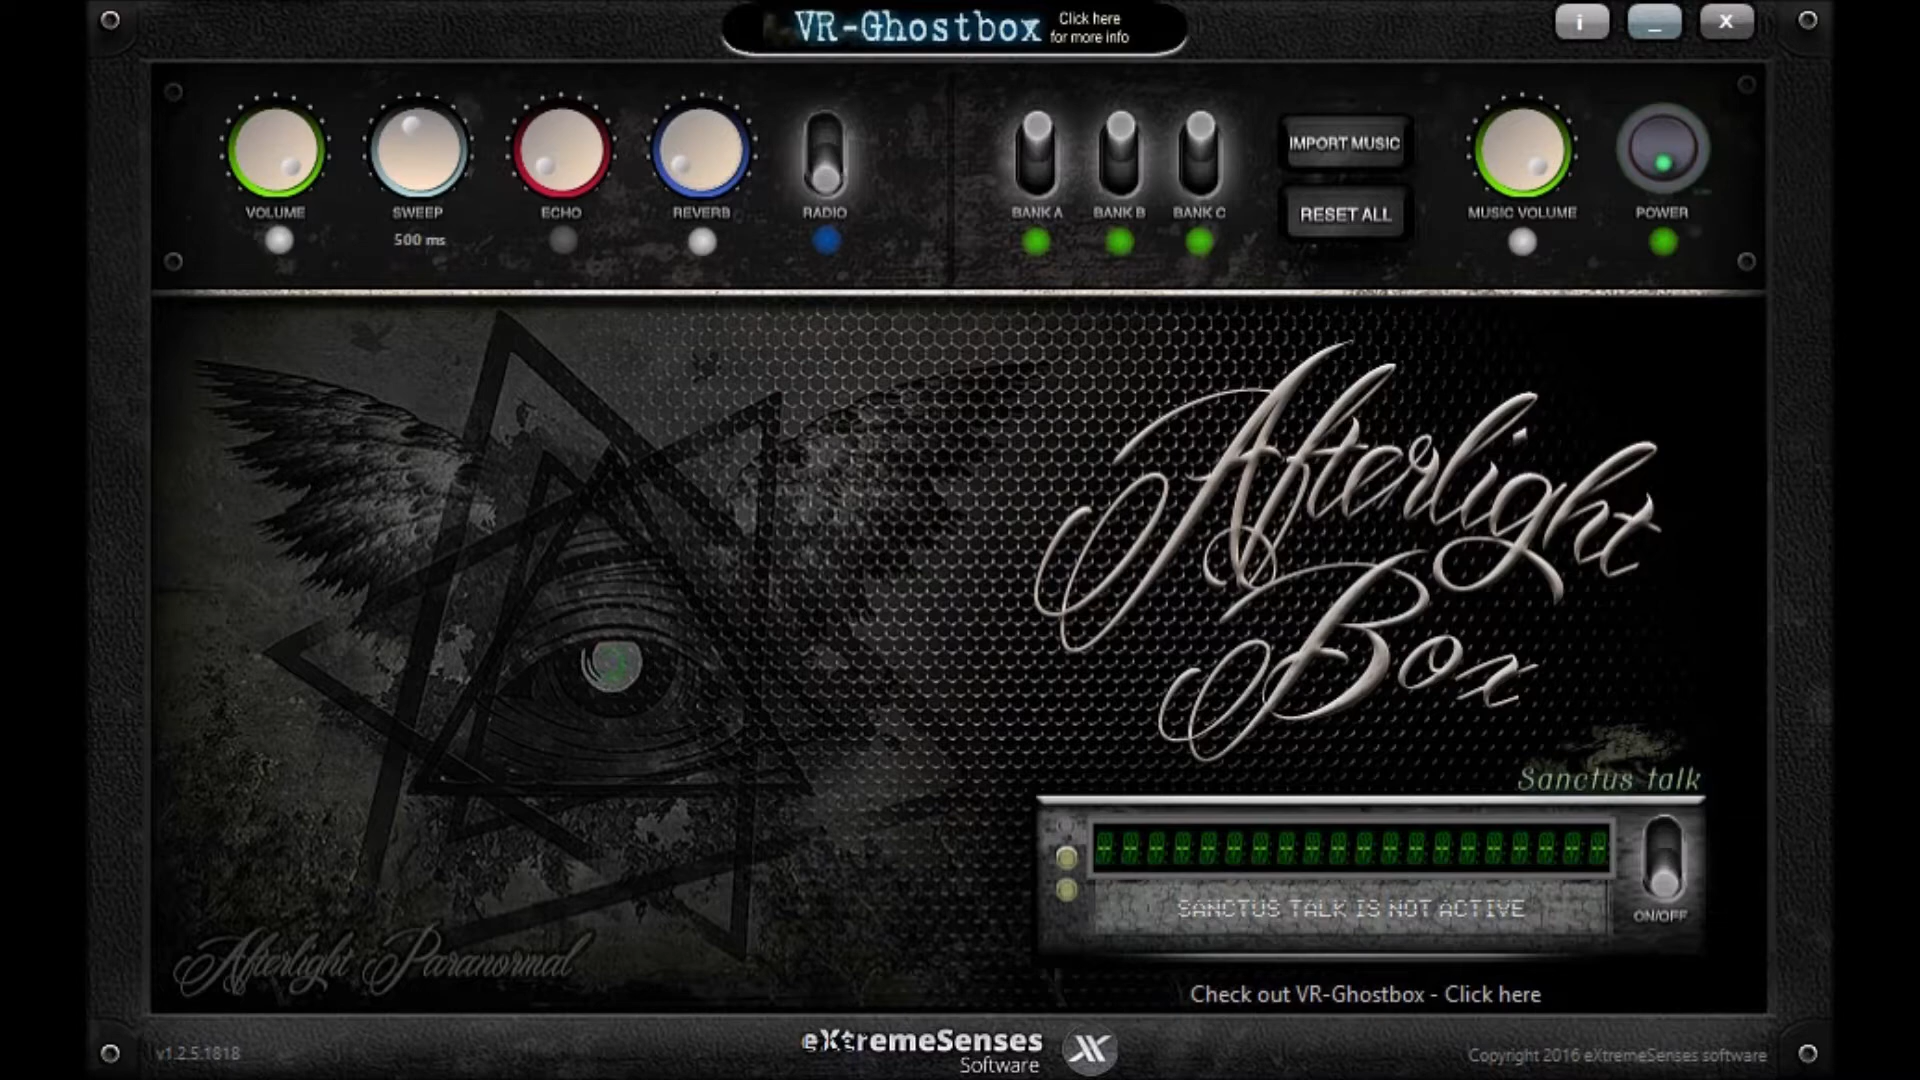 VR-Ghostbox
Click here
for more info
i
_
X
VOLUME
SWEEP
500 ms
ECHO
REVERB
RADIO
BANK A
BANK B
BANK C
IMPORT MUSIC
RESET ALL
MUSIC VOLUME
POWER
Afterlight
Box
Sanctus talk
SANCTUS TALK IS NOT ACTIVE
ON/OFF
Afterlight Paranormal
Check out VR-Ghostbox - Click here
v1.2.5.1818
eXtremeSenses
Software
Copyright 2016 eXtremeSenses software